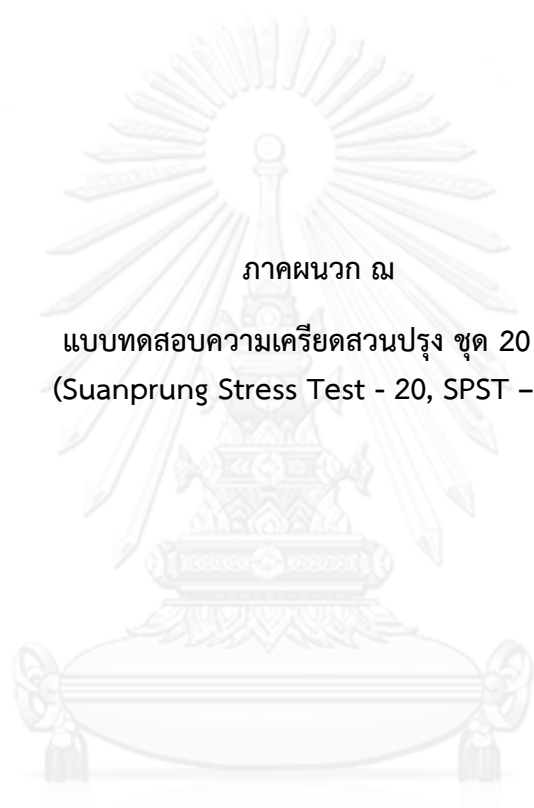 ภาคผนวก ฌ
แบบทดสอบความเครียดสวนปรุง ชุด 20
(Suanprung Stress Test - 20, SPST –